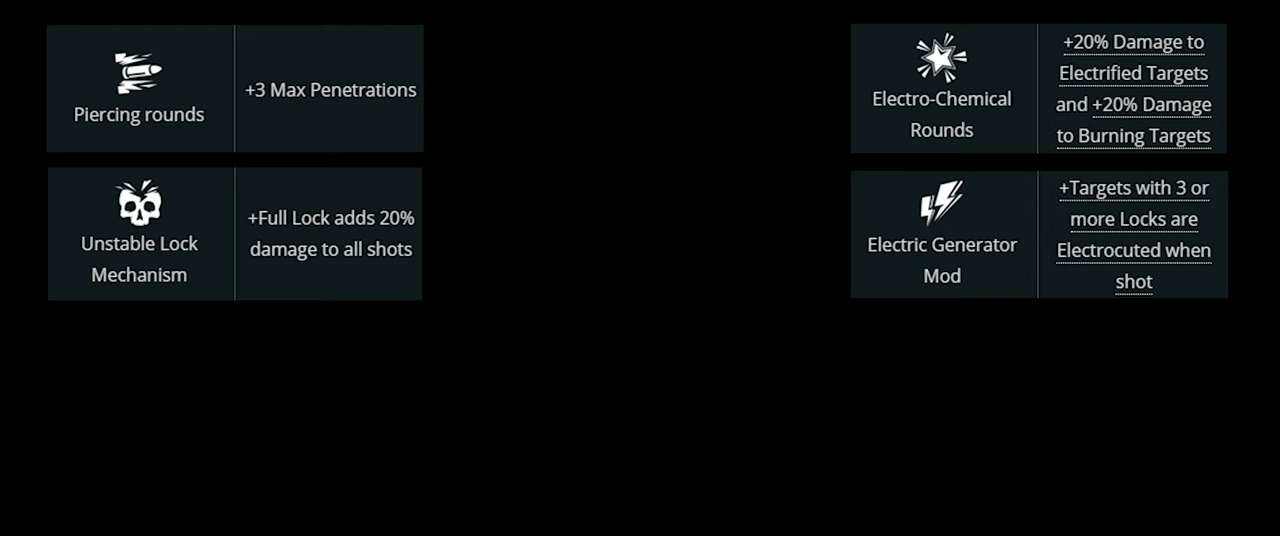 Piercing rounds
+3 Max Penetrations
Unstable Lock
Mechanism
+Full Lock adds 20%
damage to all shots
Electro-Chemical
Rounds
+20% Damage to
Electrified Targets
and +20% Damage
to Burning Targets
Electric Generator
Mod
+Targets with 3 or
more Locks are
Electrocuted when
shot